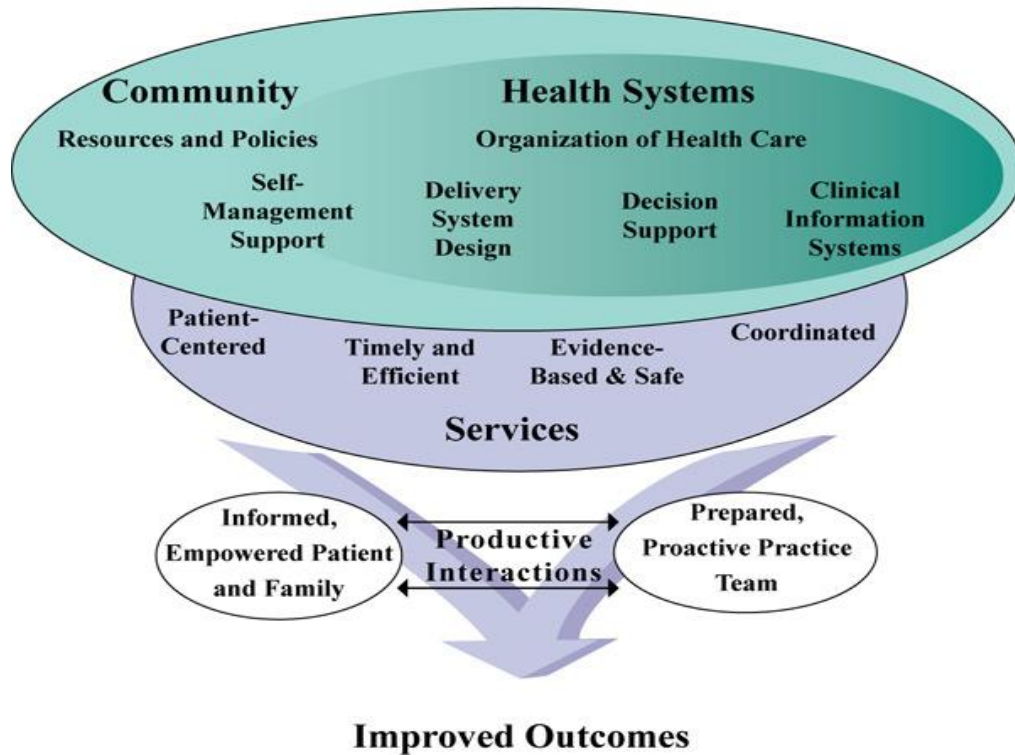 Community
Health Systems
Resources and Policies
Organization of Health Care
Self-
Management
Support
Delivery
System
Design
Decision
Support
Clinical
Information
Systems
Patient-
Centered
Timely and
Efficient
Evidence-
Based & Safe
Coordinated
Services
Informed,
Empowered Patient
and Family
Productive
Interactions
Prepared,
Proactive Practice
Team
Improved Outcomes